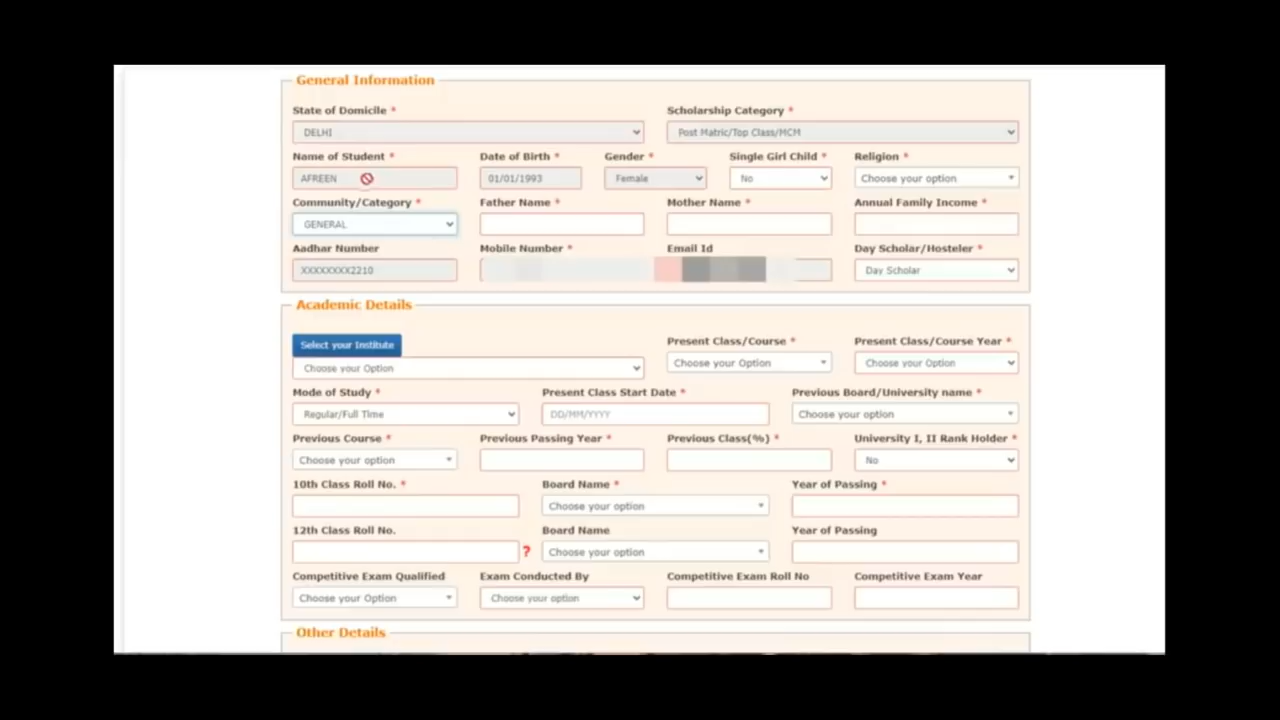 General Information
State of Domicile * Scholarship Category *
DELHI Post Matric/Top Class/MCM
Name of Student * Date of Birth * Gender * Single Girl Child * Religion *
AFREEN 01/01/1993 Female No Choose your option
Community/Category * Father Name * Mother Name * Annual Family Income *
GENERAL
Aadhar Number Mobile Number * Email Id Day Scholar/Hosteler *
XXXXXXXX2210 Day Scholar
Academic Details
Select your Institute Present Class/Course * Present Class/Course Year *
Choose your Option Choose your Option Choose your Option
Mode of Study * Present Class Start Date * Previous Board/University name *
Regular/Full Time DD/MM/YYYY Choose your option
Previous Course * Previous Passing Year * Previous Class(%) * University I, II Rank Holder *
Choose your option No
10th Class Roll No. * Board Name * Year of Passing *
Choose your option
12th Class Roll No. Board Name Year of Passing
? Choose your option
Competitive Exam Qualified Exam Conducted By Competitive Exam Roll No Competitive Exam Year
Choose your Option Choose your option
Other Details